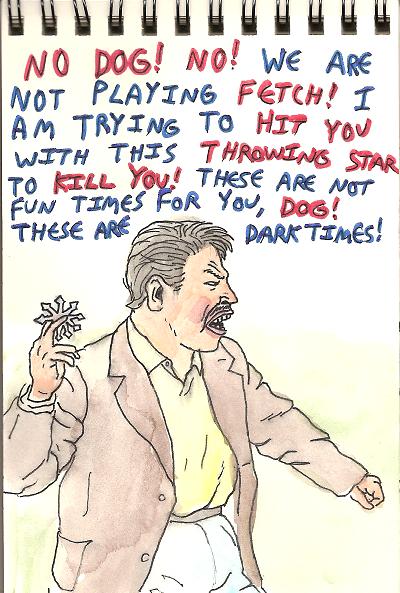 NO DOG! NO! WE ARE
NOT PLAYING FETCH! I
AM TRYING TO HIT YOU
WITH THIS THROWING STAR
TO KILL YOU! THESE ARE NOT
FUN TIMES FOR YOU, DOG!
THESE ARE DARK TIMES!